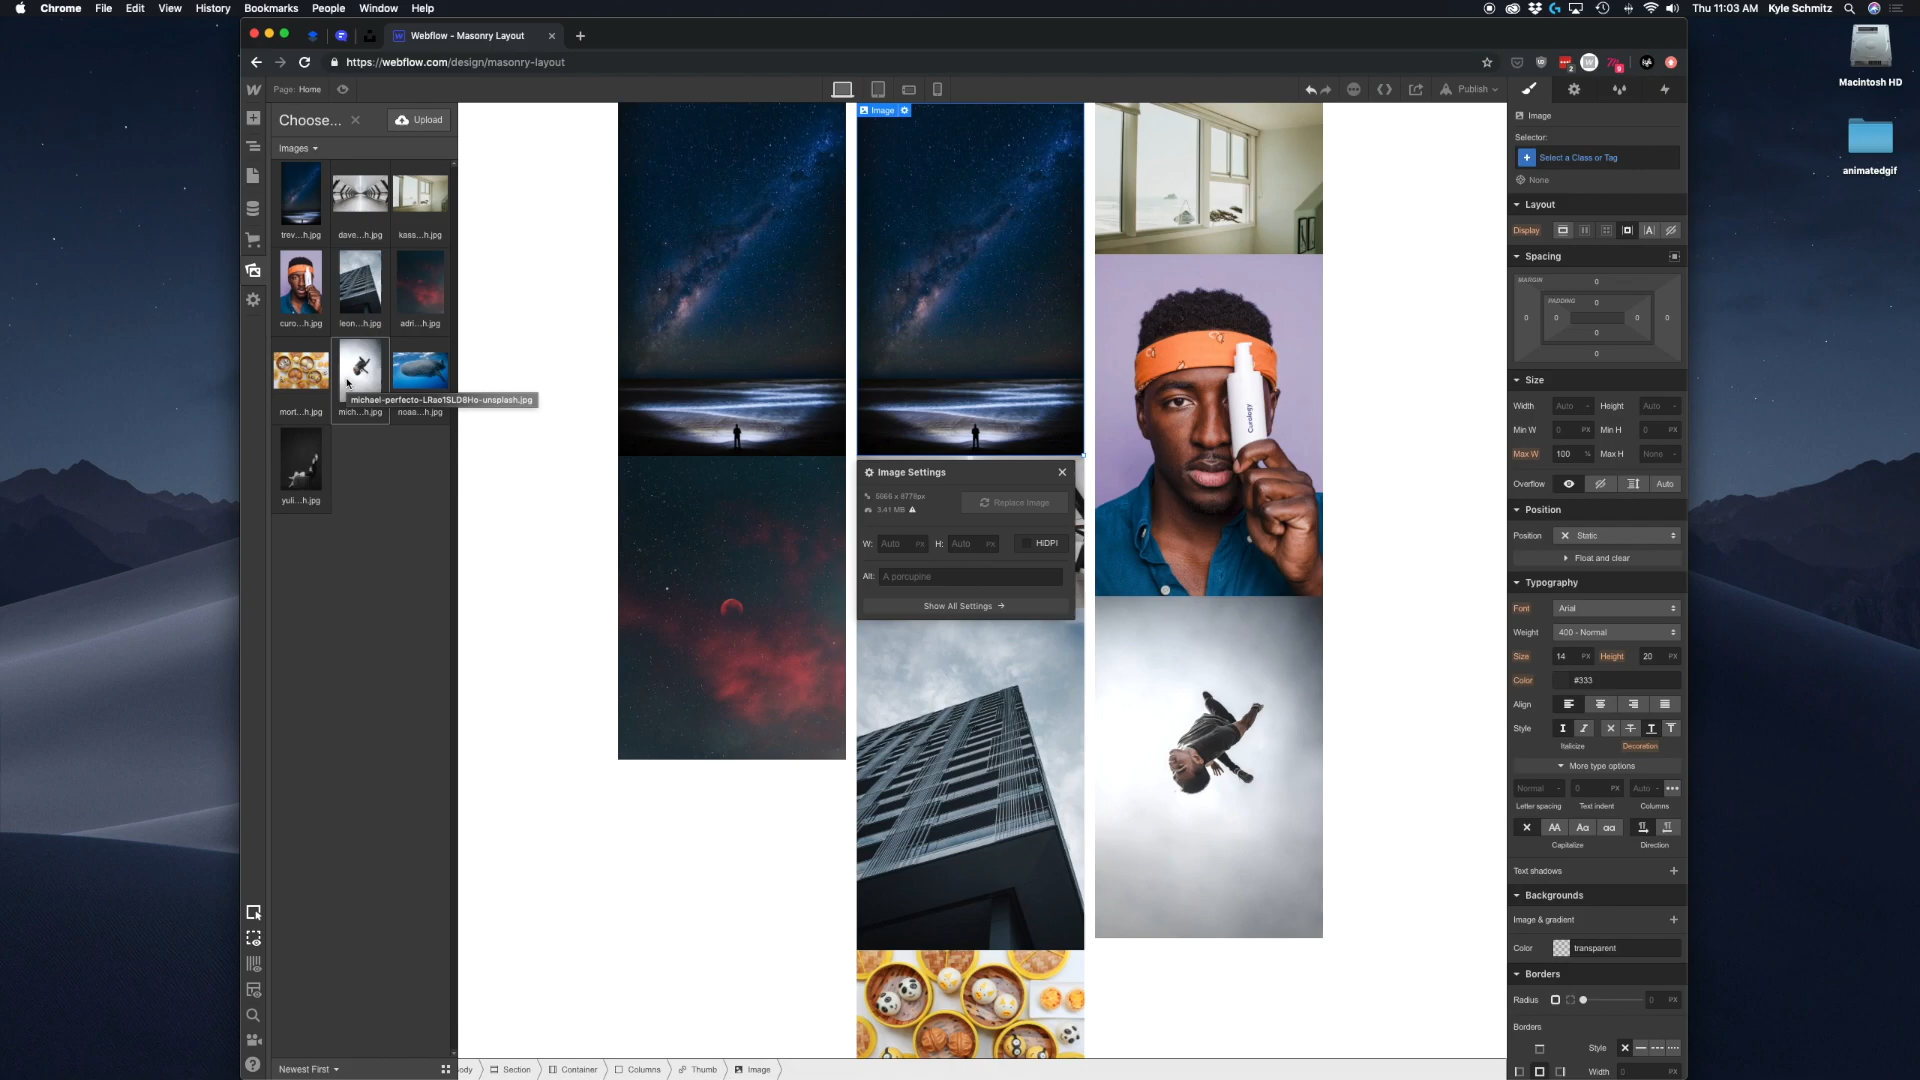 Chrome File Edit View History Bookmarks People Window Help
Thu 11:03 AM Kyle Schmitz
Webflow - Masonry Layout
https://webflow.com/design/masonry-layout
Macintosh HD
animatedgif
Page: Home
Publish
Choose...
Upload
Images
trev...h.jpg dave...h.jpg kass...h.jpg
curo...h.jpg leon...h.jpg adri...h.jpg
mort...h.jpg mich...h.jpg noaa...h.jpg
michael-perfecto-LRao1SLD8Ho-unsplash.jpg
yuli...h.jpg
Newest First
Image
Curology
Image Settings
3.41 MB
Replace Image
W: Auto PX H: Auto PX HiDPI
Alt: A porcupine
Show All Settings
ody Section Container Columns Thumb Image
Image
Selector:
Select a Class or Tag
None
Layout
Display
Spacing
MARGIN
0
PADDING
0
0 0 0 0
0
0
Size
Width Auto - Height Auto -
Min W 0 PX Min H 0 PX
Max W 100 % Max H None -
Overflow Auto
Position
Position Static
Float and clear
Typography
Font Arial
Weight 400 - Normal
Size 14 PX Height 20 PX
Color #333
Align
Style
Italicize Decoration
More type options
Normal - 0 PX Auto -
Letter spacing Text indent Columns
AA Aa aa
Capitalize Direction
Text shadows
Backgrounds
Image & gradient
Color transparent
Borders
Radius 0 PX
Borders
Style
Width 0 PX